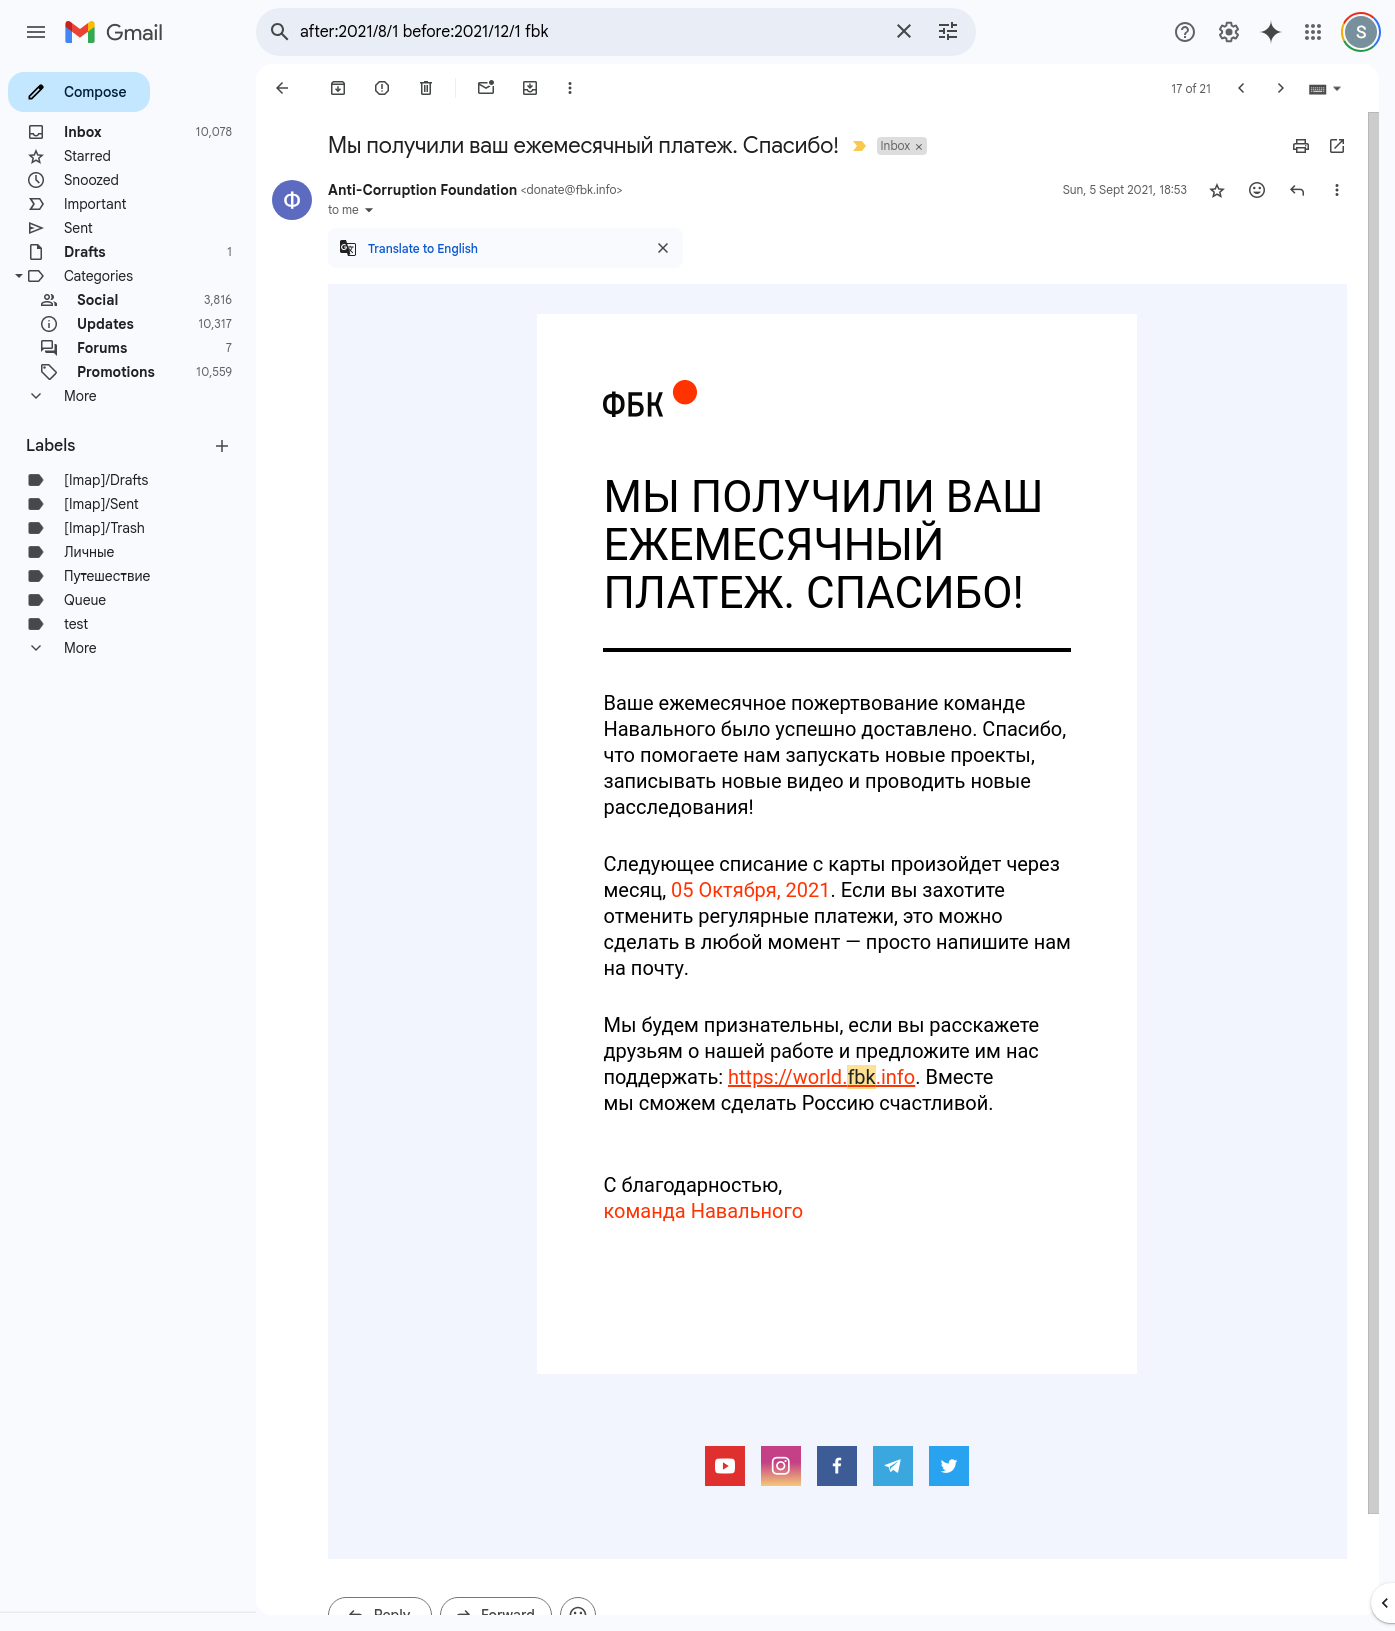 Gmail
after:2021/8/1 before:2021/12/1 fbk
S
Compose
Inbox 10,078
Starred
Snoozed
Important
Sent
Drafts 1
Categories
Social 3,816
Updates 10,317
Forums 7
Promotions 10,559
More
Labels
[Imap]/Drafts
[Imap]/Sent
[Imap]/Trash
Личные
Путешествие
Queue
test
More
17 of 21
Мы получили ваш ежемесячный платеж. Спасибо!
Inbox
Ф
Anti-Corruption Foundation <donate@fbk.info>
Sun, 5 Sept 2021, 18:53
to me
Translate to English
ФБК
МЫ ПОЛУЧИЛИ ВАШ
ЕЖЕМЕСЯЧНЫЙ
ПЛАТЕЖ. СПАСИБО!
Ваше ежемесячное пожертвование команде
Навального было успешно доставлено. Спасибо,
что помогаете нам запускать новые проекты,
записывать новые видео и проводить новые
расследования!
Следующее списание с карты произойдет через
месяц, 05 Октября, 2021. Если вы захотите
отменить регулярные платежи, это можно
сделать в любой момент — просто напишите нам
на почту.
Мы будем признательны, если вы расскажете
друзьям о нашей работе и предложите им нас
поддержать: https://world.fbk.info. Вместе
мы сможем сделать Россию счастливой.
С благодарностью,
команда Навального
Reply
Forward